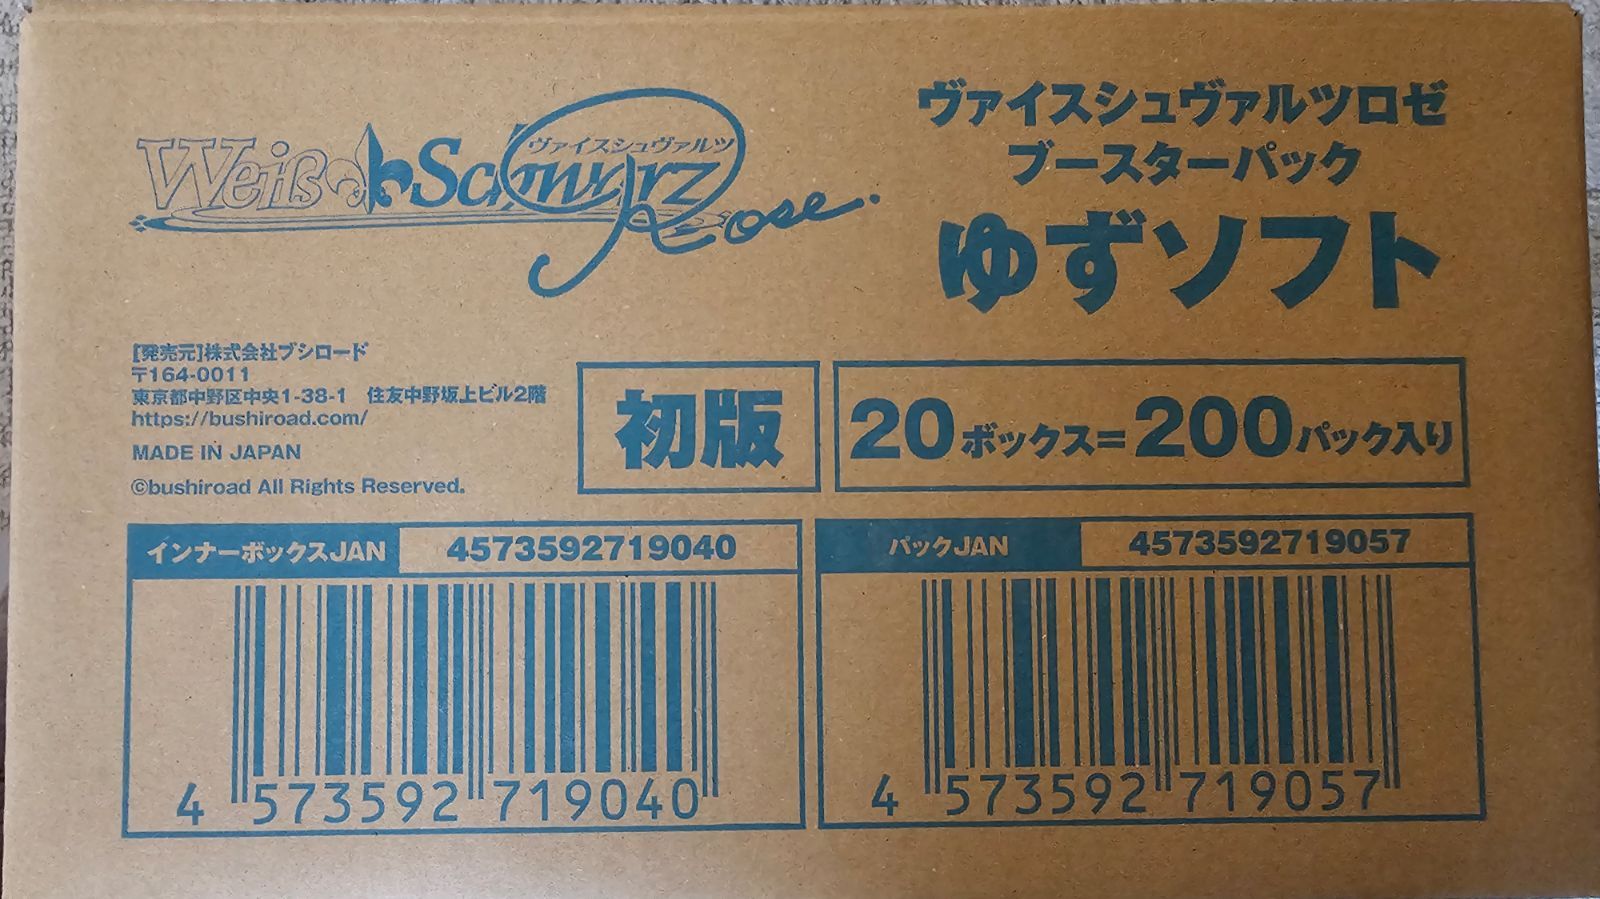 Weiß Schwarz
ヴァイスシュヴァルツ
Rose.
ヴァイスシュヴァルツロゼ
ブースターパック
ゆずソフト
[発売元]株式会社ブシロード
〒164-0011
東京都中野区中央1-38-1 住友中野坂上ビル2階
https://bushiroad.com/
MADE IN JAPAN
©bushiroad All Rights Reserved.
初版
20ボックス=200パック入り
インナーボックスJAN 4573592719040
4 573592 719040
パックJAN 4573592719057
4 573592 719057